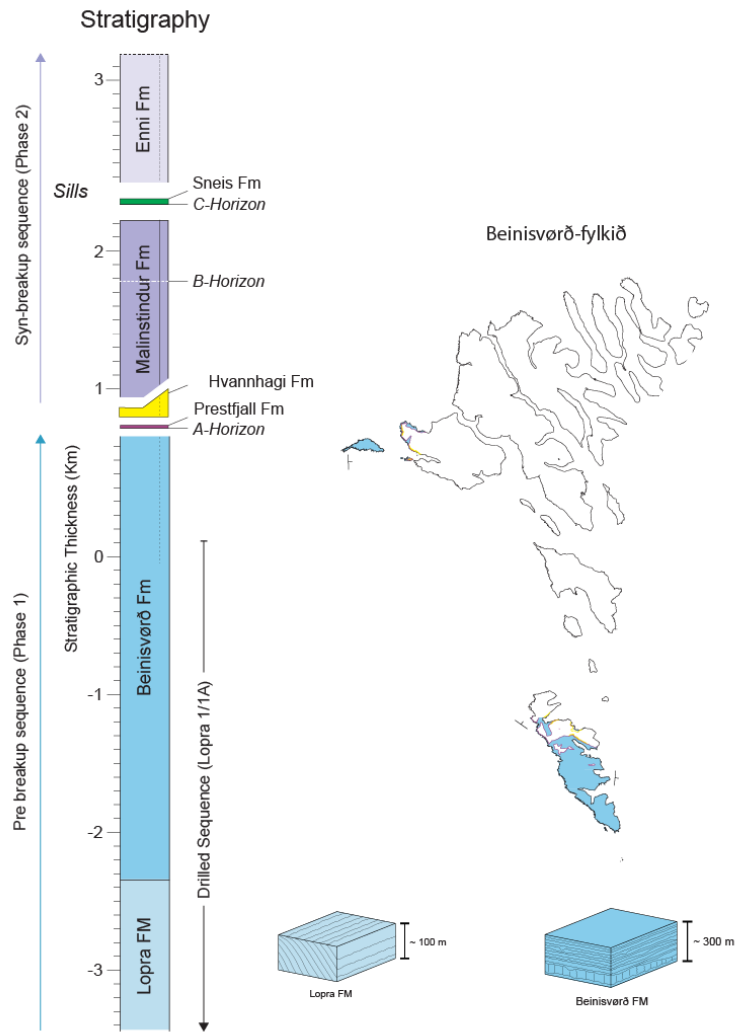 Stratigraphy
3
Enni Fm
Sills
Sneis Fm
C-Horizon
2
Malinstindur Fm
B-Horizon
1
Hvannhagi Fm
Prestfjall Fm
A-Horizon
0
Beinisvørð Fm
-1
-2
Lopra FM
-3
Syn-breakup sequence (Phase 2)
Pre breakup sequence (Phase 1)
Stratigraphic Thickness (Km)
Drilled Sequence (Lopra 1/1A)
Beinisvørð-fylkið
~ 100 m
Lopra FM
~ 300 m
Beinisvørð FM